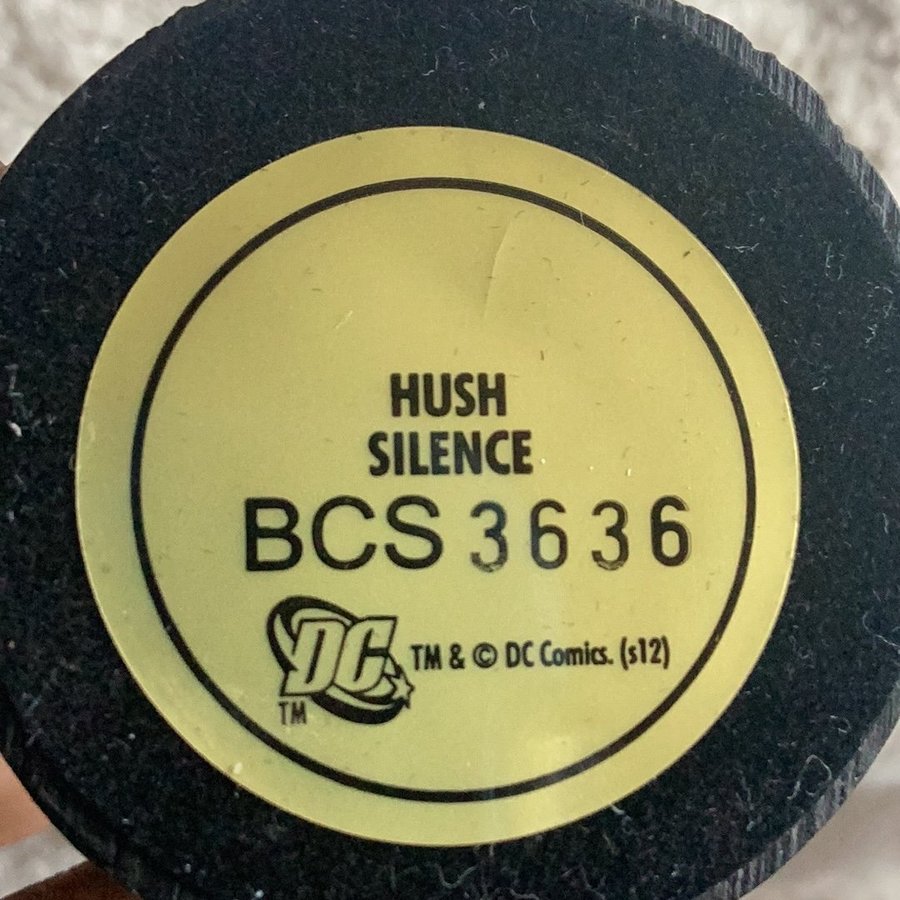 HUSH
SILENCE
BCS 3636
DC TM & © DC Comics. (s12)
TM